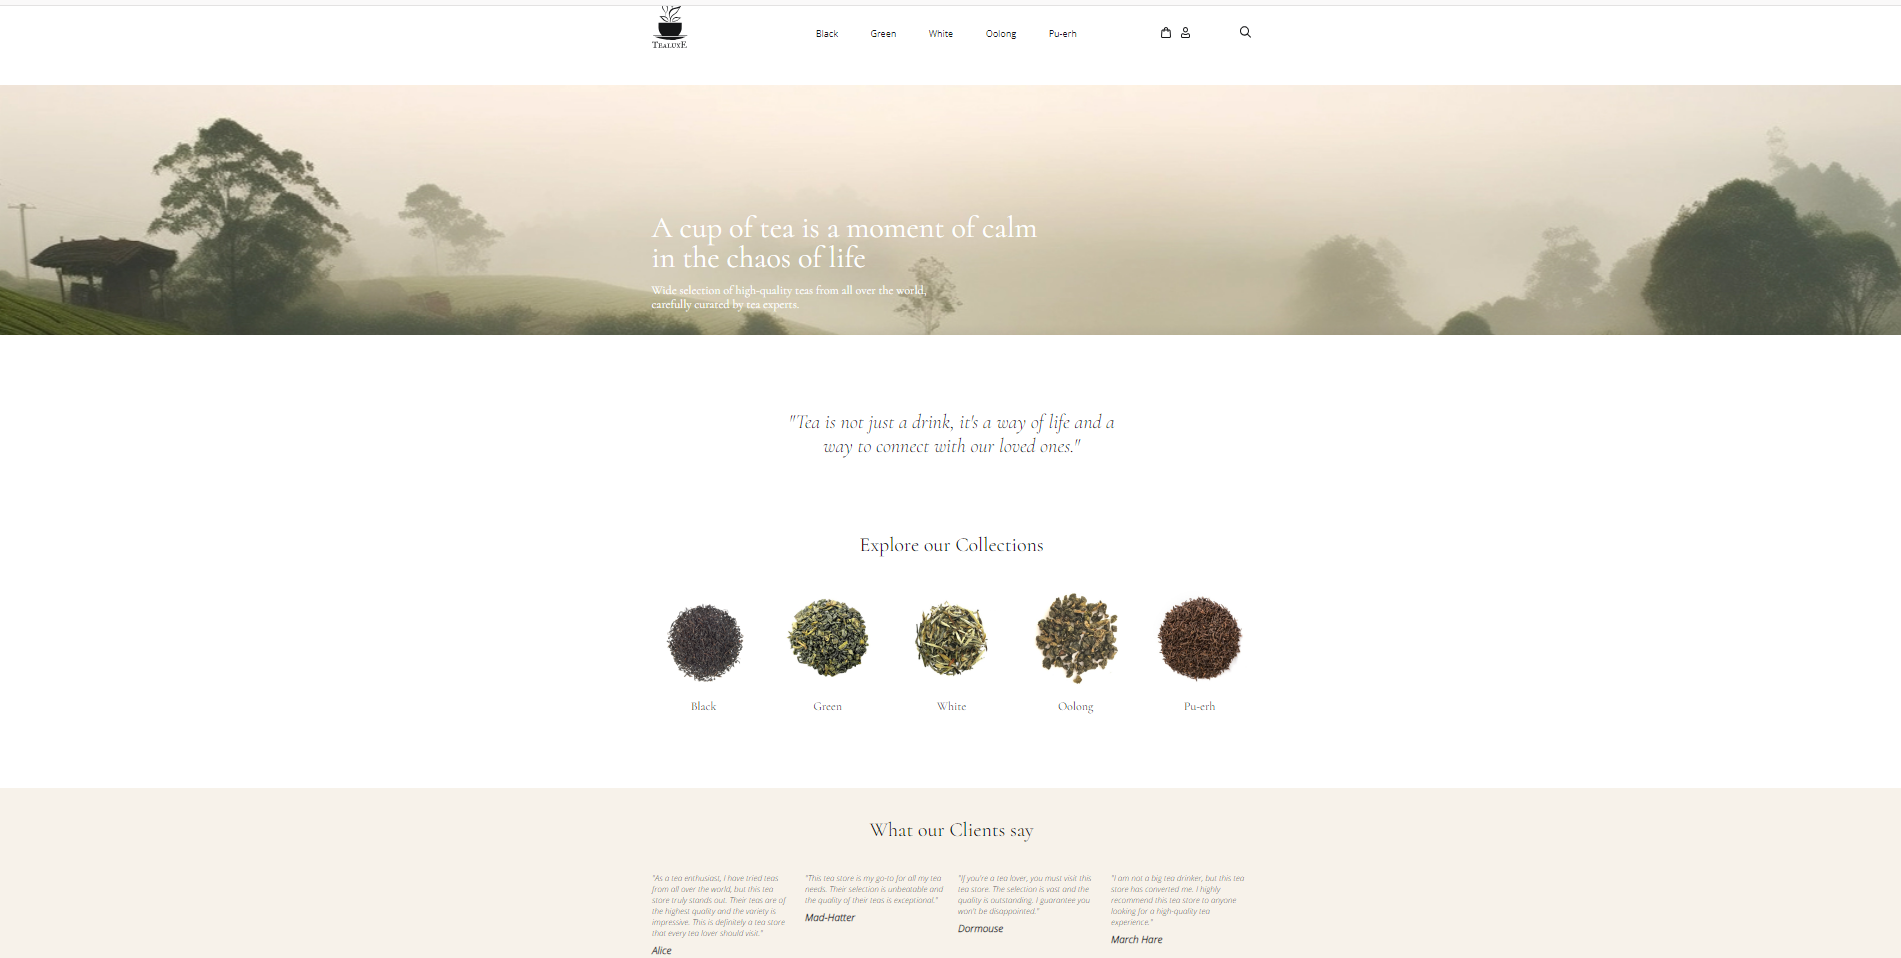 TEALUXE
Black
Green
White
Oolong
Pu-erh
A cup of tea is a moment of calm
in the chaos of life
Wide selection of high-quality teas from all over the world,
carefully curated by tea experts.
"Tea is not just a drink, it's a way of life and a
way to connect with our loved ones."
Explore our Collections
Black
Green
White
Oolong
Pu-erh
What our Clients say
"As a tea enthusiast, I have tried teas
from all over the world, but this tea
store truly stands out. Their teas are of
the highest quality and the variety is
impressive. This is definitely a tea store
that every tea lover should visit."
Alice
"This tea store is my go-to for all my tea
needs. Their selection is unbeatable and
the quality of their teas is exceptional."
Mad-Hatter
"If you're a tea lover, you must visit this
tea store. The selection is vast and the
quality is outstanding. I guarantee you
won't be disappointed."
Dormouse
"I am not a big tea drinker, but this tea
store has converted me. I highly
recommend this tea store to anyone
looking for a high-quality tea
experience."
March Hare